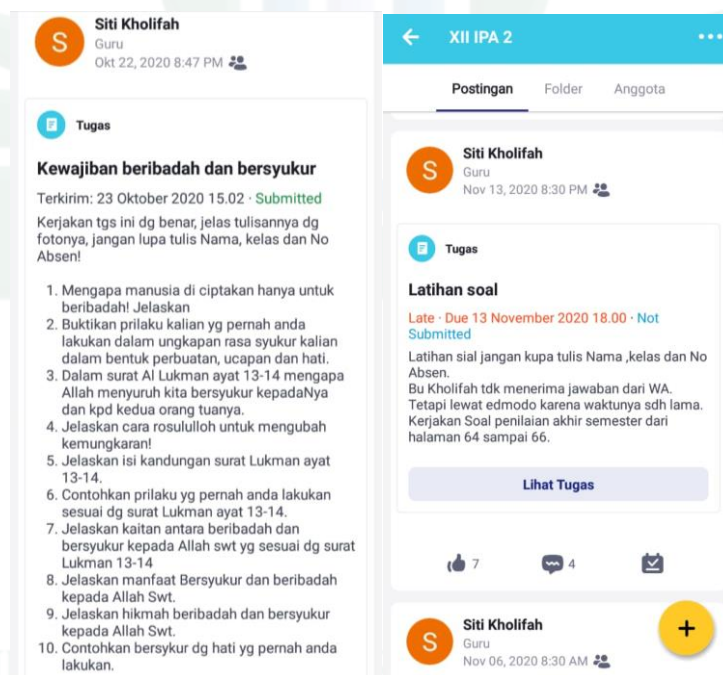 S
Siti Kholifah
Guru
Okt 22, 2020 8:47 PM
Tugas
Kewajiban beribadah dan bersyukur
Terkirim: 23 Oktober 2020 15.02 · Submitted
Kerjakan tgs ini dg benar, jelas tulisannya dg
fotonya, jangan lupa tulis Nama, kelas dan No
Absen!
1. Mengapa manusia di ciptakan hanya untuk
beribadah! Jelaskan
2. Buktikan prilaku kalian yg pernah anda
lakukan dalam ungkapan rasa syukur kalian
dalam bentuk perbuatan, ucapan dan hati.
3. Dalam surat Al Lukman ayat 13-14 mengapa
Allah menyuruh kita bersyukur kepadaNya
dan kpd kedua orang tuanya.
4. Jelaskan cara rosululloh untuk mengubah
kemungkaran!
5. Jelaskan isi kandungan surat Lukman ayat
13-14.
6. Contohkan prilaku yg pernah anda lakukan
sesuai dg surat Lukman ayat 13-14.
7. Jelaskan kaitan antara beribadah dan
bersyukur kepada Allah swt yg sesuai dg surat
Lukman 13-14
8. Jelaskan manfaat Bersyukur dan beribadah
kepada Allah Swt.
9. Jelaskan hikmah beribadah dan bersyukur
kepada Allah Swt.
10. Contohkan bersykur dg hati yg pernah anda
lakukan.
XII IPA 2
Postingan Folder Anggota
S
Siti Kholifah
Guru
Nov 13, 2020 8:30 PM
Tugas
Latihan soal
Late · Due 13 November 2020 18.00 · Not
Submitted
Latihan sial jangan kupa tulis Nama ,kelas dan No
Absen.
Bu Kholifah tdk menerima jawaban dari WA.
Tetapi lewat edmodo karena waktunya sdh lama.
Kerjakan Soal penilaian akhir semester dari
halaman 64 sampai 66.
Lihat Tugas
7 4
S
Siti Kholifah
Guru
Nov 06, 2020 8:30 AM
+